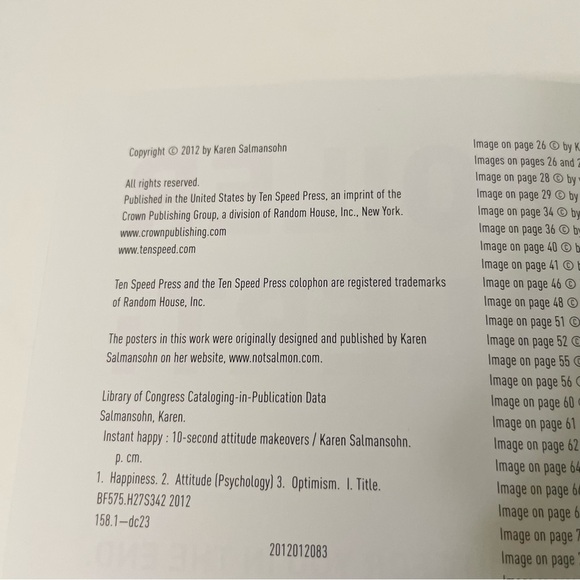 Copyright © 2012 by Karen Salmansohn
All rights reserved.
Published in the United States by Ten Speed Press, an imprint of the
Crown Publishing Group, a division of Random House, Inc., New York.
www.crownpublishing.com
www.tenspeed.com
Ten Speed Press and the Ten Speed Press colophon are registered trademarks
of Random House, Inc.
The posters in this work were originally designed and published by Karen
Salmansohn on her website, www.notsalmon.com.
Library of Congress Cataloging-in-Publication Data
Salmansohn, Karen.
Instant happy : 10-second attitude makeovers / Karen Salmansohn.
p. cm.
1. Happiness. 2. Attitude (Psychology) 3. Optimism. I. Title.
BF575.H27S342 2012
158.1—dc23
2012012083
Image on page 26 © by K
Images on pages 26 and
Image on page 28 © by
Image on page 29 © by
Image on page 34 © by
Image on page 36 © b
Image on page 40 ©
Image on page 41 ©
Image on page 46 ©
Image on page 48 ©
Image on page 51 ©
Image on page 52 ©
Image on page 55 ©
Image on page 56
Image on page 60
Image on page 61
Image on page 62
Image on page 64
Image on page 6
Image on page 6
Image on page 7
Image on page